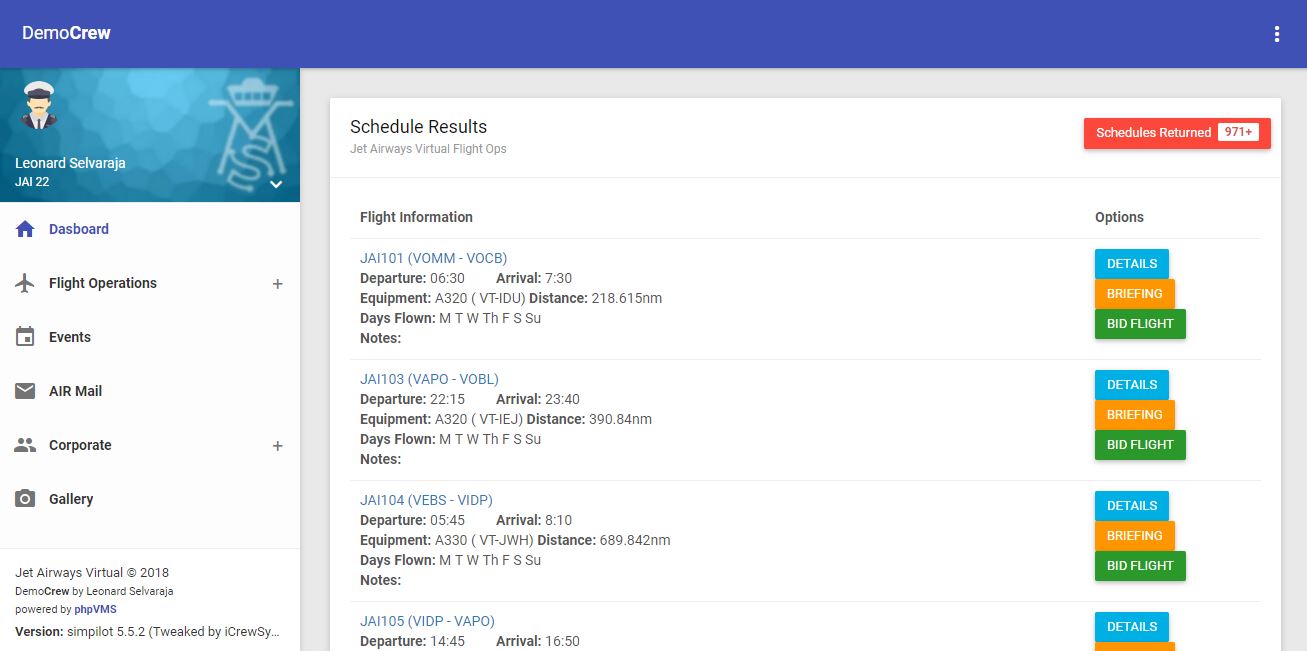 DemoCrew
Leonard Selvaraja
JAI 22
Dasboard
Flight Operations +
Events
AIR Mail
Corporate +
Gallery
Jet Airways Virtual © 2018
DemoCrew by Leonard Selvaraja
powered by phpVMS
Version: simpilot 5.5.2 (Tweaked by iCrewSy...
Schedule Results
Jet Airways Virtual Flight Ops
Schedules Returned 971+
Flight Information Options
JAI101 (VOMM - VOCB)
Departure: 06:30 Arrival: 7:30
Equipment: A320 ( VT-IDU) Distance: 218.615nm
Days Flown: M T W Th F S Su
Notes:
DETAILS
BRIEFING
BID FLIGHT
JAI103 (VAPO - VOBL)
Departure: 22:15 Arrival: 23:40
Equipment: A320 ( VT-IEJ) Distance: 390.84nm
Days Flown: M T W Th F S Su
Notes:
DETAILS
BRIEFING
BID FLIGHT
JAI104 (VEBS - VIDP)
Departure: 05:45 Arrival: 8:10
Equipment: A330 ( VT-JWH) Distance: 689.842nm
Days Flown: M T W Th F S Su
Notes:
DETAILS
BRIEFING
BID FLIGHT
JAI105 (VIDP - VAPO)
Departure: 14:45 Arrival: 16:50
DETAILS